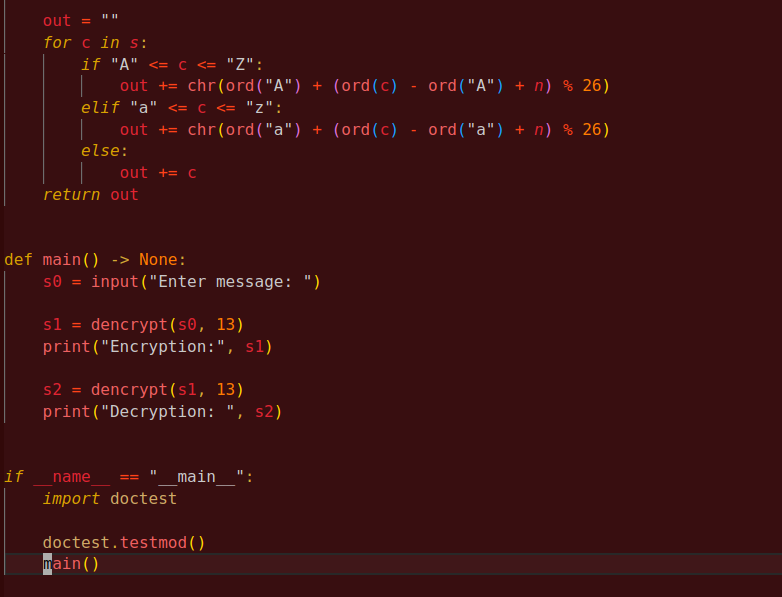 out = ""
    for c in s:
        if "A" <= c <= "Z":
            out += chr(ord("A") + (ord(c) - ord("A") + n) % 26)
        elif "a" <= c <= "z":
            out += chr(ord("a") + (ord(c) - ord("a") + n) % 26)
        else:
            out += c
    return out
def main() -> None:
    s0 = input("Enter message: ")
    s1 = dencrypt(s0, 13)
    print("Encryption:", s1)
    s2 = dencrypt(s1, 13)
    print("Decryption: ", s2)
if __name__ == "__main__":
    import doctest
    doctest.testmod()
    main()